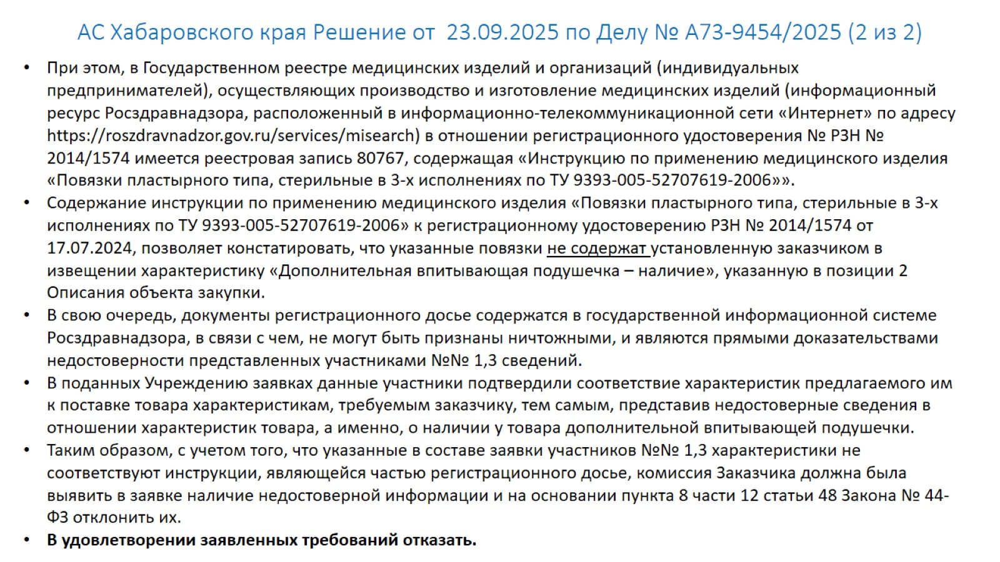 АС Хабаровского края Решение от 23.09.2025 по Делу № А73-9454/2025 (2 из 2)
• При этом, в Государственном реестре медицинских изделий и организаций (индивидуальных
предпринимателей), осуществляющих производство и изготовление медицинских изделий (информационный
ресурс Росздравнадзора, расположенный в информационно-телекоммуникационной сети «Интернет» по адресу
https://roszdravnadzor.gov.ru/services/misearch) в отношении регистрационного удостоверения № РЗН №
2014/1574 имеется реестровая запись 80767, содержащая «Инструкцию по применению медицинского изделия
«Повязки пластырного типа, стерильные в 3-х исполнениях по ТУ 9393-005-52707619-2006»».
• Содержание инструкции по применению медицинского изделия «Повязки пластырного типа, стерильные в 3-х
исполнениях по ТУ 9393-005-52707619-2006» к регистрационному удостоверению РЗН № 2014/1574 от
17.07.2024, позволяет констатировать, что указанные повязки не содержат установленную заказчиком в
извещении характеристику «Дополнительная впитывающая подушечка – наличие», указанную в позиции 2
Описания объекта закупки.
• В свою очередь, документы регистрационного досье содержатся в государственной информационной системе
Росздравнадзора, в связи с чем, не могут быть признаны ничтожными, и являются прямыми доказательствами
недостоверности представленных участниками №№ 1,3 сведений.
• В поданных Учреждению заявках данные участники подтвердили соответствие характеристик предлагаемого им
к поставке товара характеристикам, требуемым заказчику, тем самым, представив недостоверные сведения в
отношении характеристик товара, а именно, о наличии у товара дополнительной впитывающей подушечки.
• Таким образом, с учетом того, что указанные в составе заявки участников №№ 1,3 характеристики не
соответствуют инструкции, являющейся частью регистрационного досье, комиссия Заказчика должна была
выявить в заявке наличие недостоверной информации и на основании пункта 8 части 12 статьи 48 Закона № 44-
ФЗ отклонить их.
• В удовлетворении заявленных требований отказать.